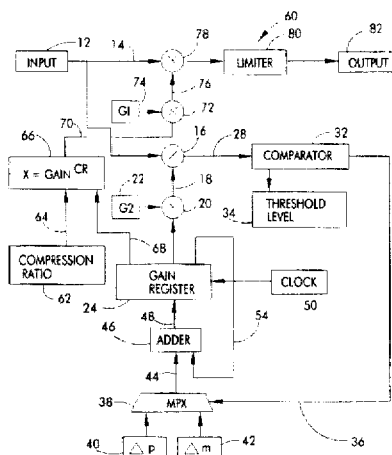 60
12
14
78
80
82
INPUT
LIMITER
OUTPUT
74
76
G1
72
70
66
16
28
32
X = GAIN CR
COMPARATOR
22
18
G2
20
34
THRESHOLD LEVEL
64
68
COMPRESSION RATIO
62
24
GAIN REGISTER
CLOCK
50
46
48
54
ADDER
44
38
MPX
36
40
Δ p
Δ m
42